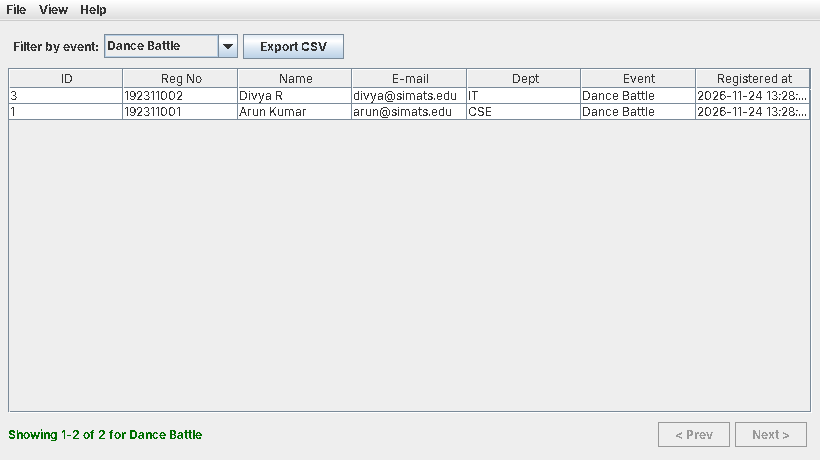 File View Help
Filter by event: Dance Battle Export CSV
ID Reg No Name E-mail Dept Event Registered at
3 192311002 Divya R divya@simats.edu IT Dance Battle 2026-11-24 13:28:...
1 192311001 Arun Kumar arun@simats.edu CSE Dance Battle 2026-11-24 13:28:...
Showing 1-2 of 2 for Dance Battle < Prev Next >